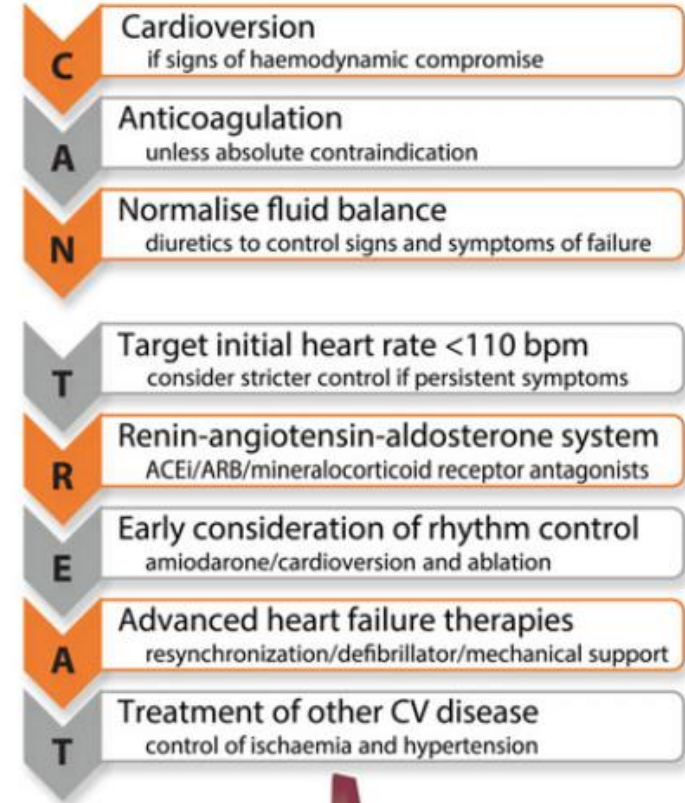 C
Cardioversion
if signs of haemodynamic compromise
A
Anticoagulation
unless absolute contraindication
N
Normalise fluid balance
diuretics to control signs and symptoms of failure
T
Target initial heart rate <110 bpm
consider stricter control if persistent symptoms
R
Renin-angiotensin-aldosterone system
ACEi/ARB/mineralocorticoid receptor antagonists
E
Early consideration of rhythm control
amiodarone/cardioversion and ablation
A
Advanced heart failure therapies
resynchronization/defibrillator/mechanical support
T
Treatment of other CV disease
control of ischaemia and hypertension